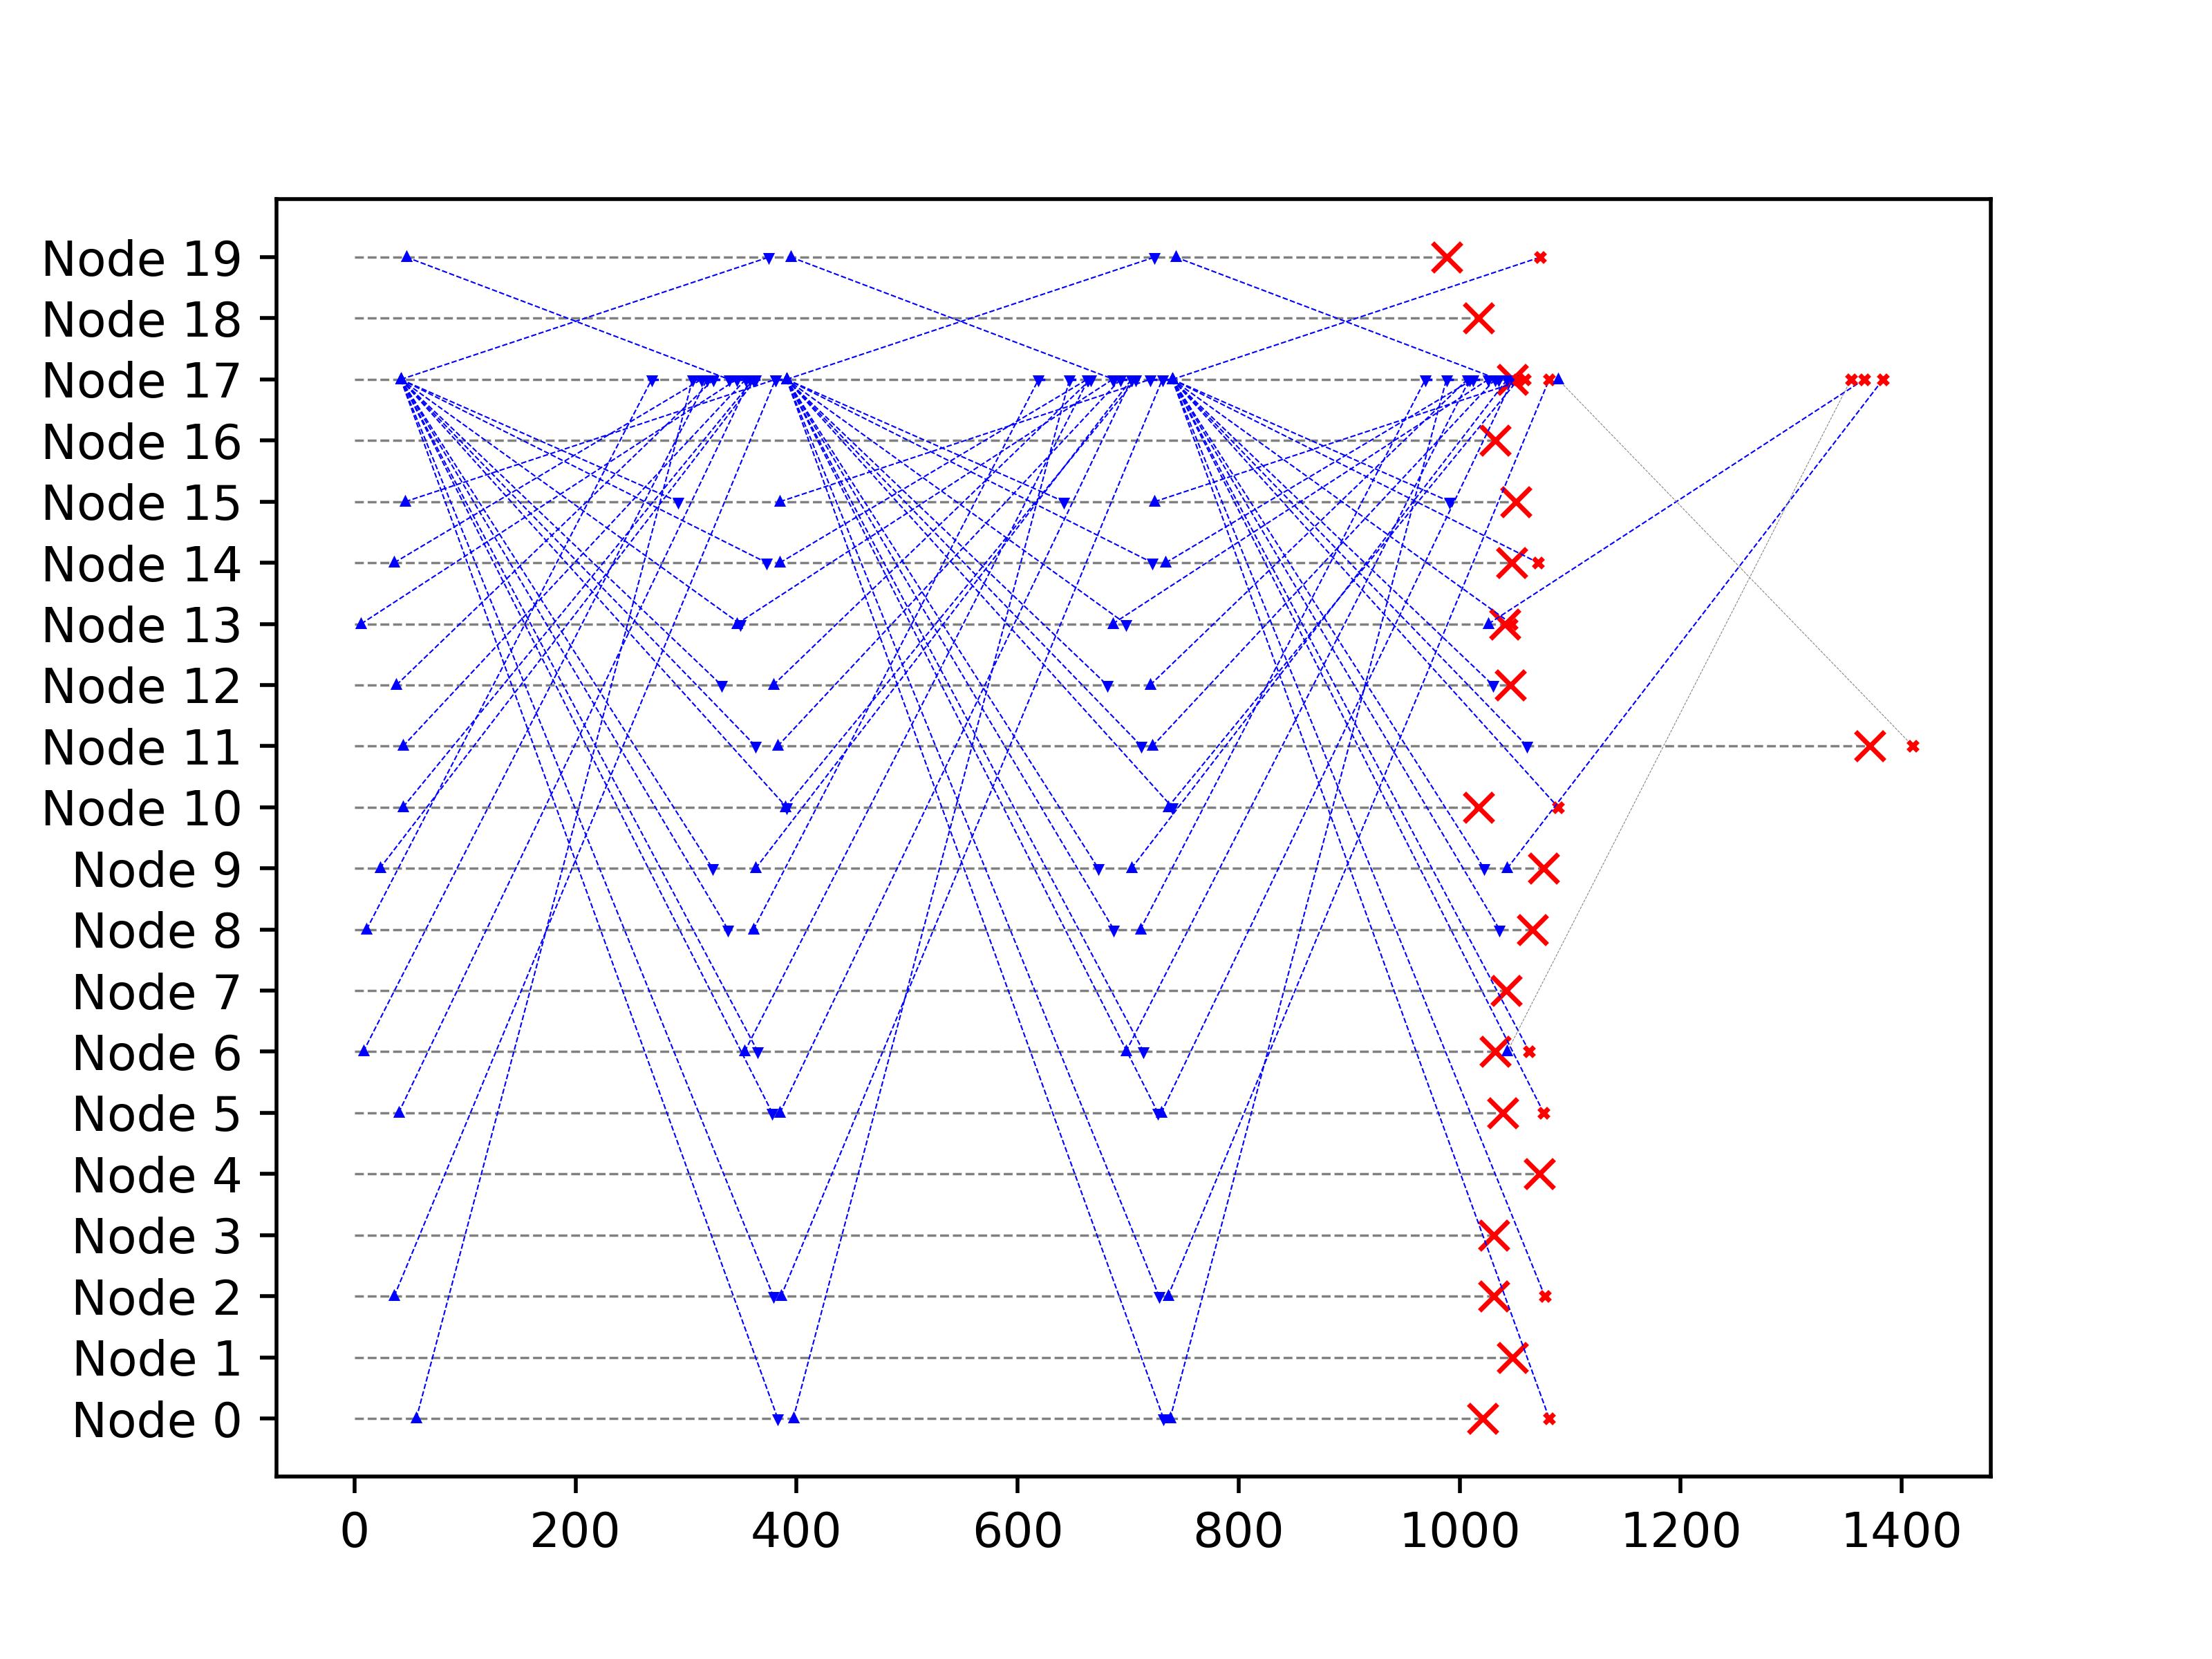 Node 19
Node 18
Node 17
Node 16
Node 15
Node 14
Node 13
Node 12
Node 11
Node 10
Node 9
Node 8
Node 7
Node 6
Node 5
Node 4
Node 3
Node 2
Node 1
Node 0
0 200 400 600 800 1000 1200 1400